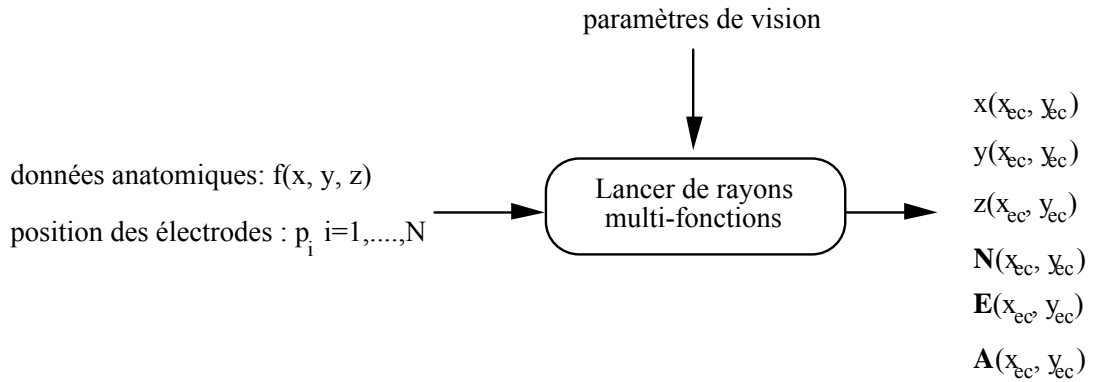 paramètres de vision
données anatomiques: f(x, y, z)
position des électrodes : p_i i=1,....,N
Lancer de rayons
multi-fonctions
x(x_ec, y_ec)
y(x_ec, y_ec)
z(x_ec, y_ec)
N(x_ec, y_ec)
E(x_ec, y_ec)
A(x_ec, y_ec)